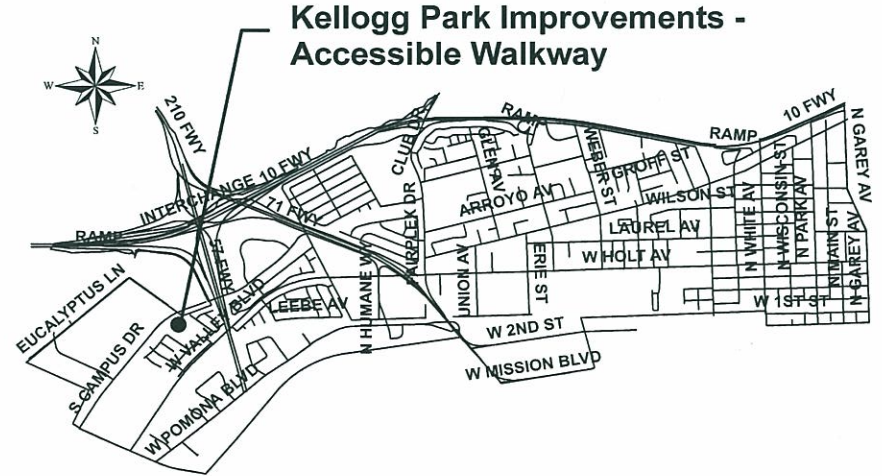 Kellogg Park Improvements -
Accessible Walkway
N
W
E
S
210 FWY
INTERCHANGE
10 FWY
RAMP
57 FWY
71 FWY
CLUB DR
RAMP
GLEN AV
WEBER ST
GROFF ST
RAMP
10 FWY
N GAREY AV
ARROYO AV
WILSON ST
LAUREL AV
W HOLT AV
N WHITE AV
N WISCONSIN ST
N PARK AV
N MAIN ST
N GAREY AV
FAIRPLEX DR
UNION AV
ERIE ST
N HUMANE WY
W 1ST ST
W 2ND ST
W MISSION BLVD
EUCALYPTUS LN
S CAMPUS DR
W VALLEY BLVD
LEEBE AV
W POMONA BLVD